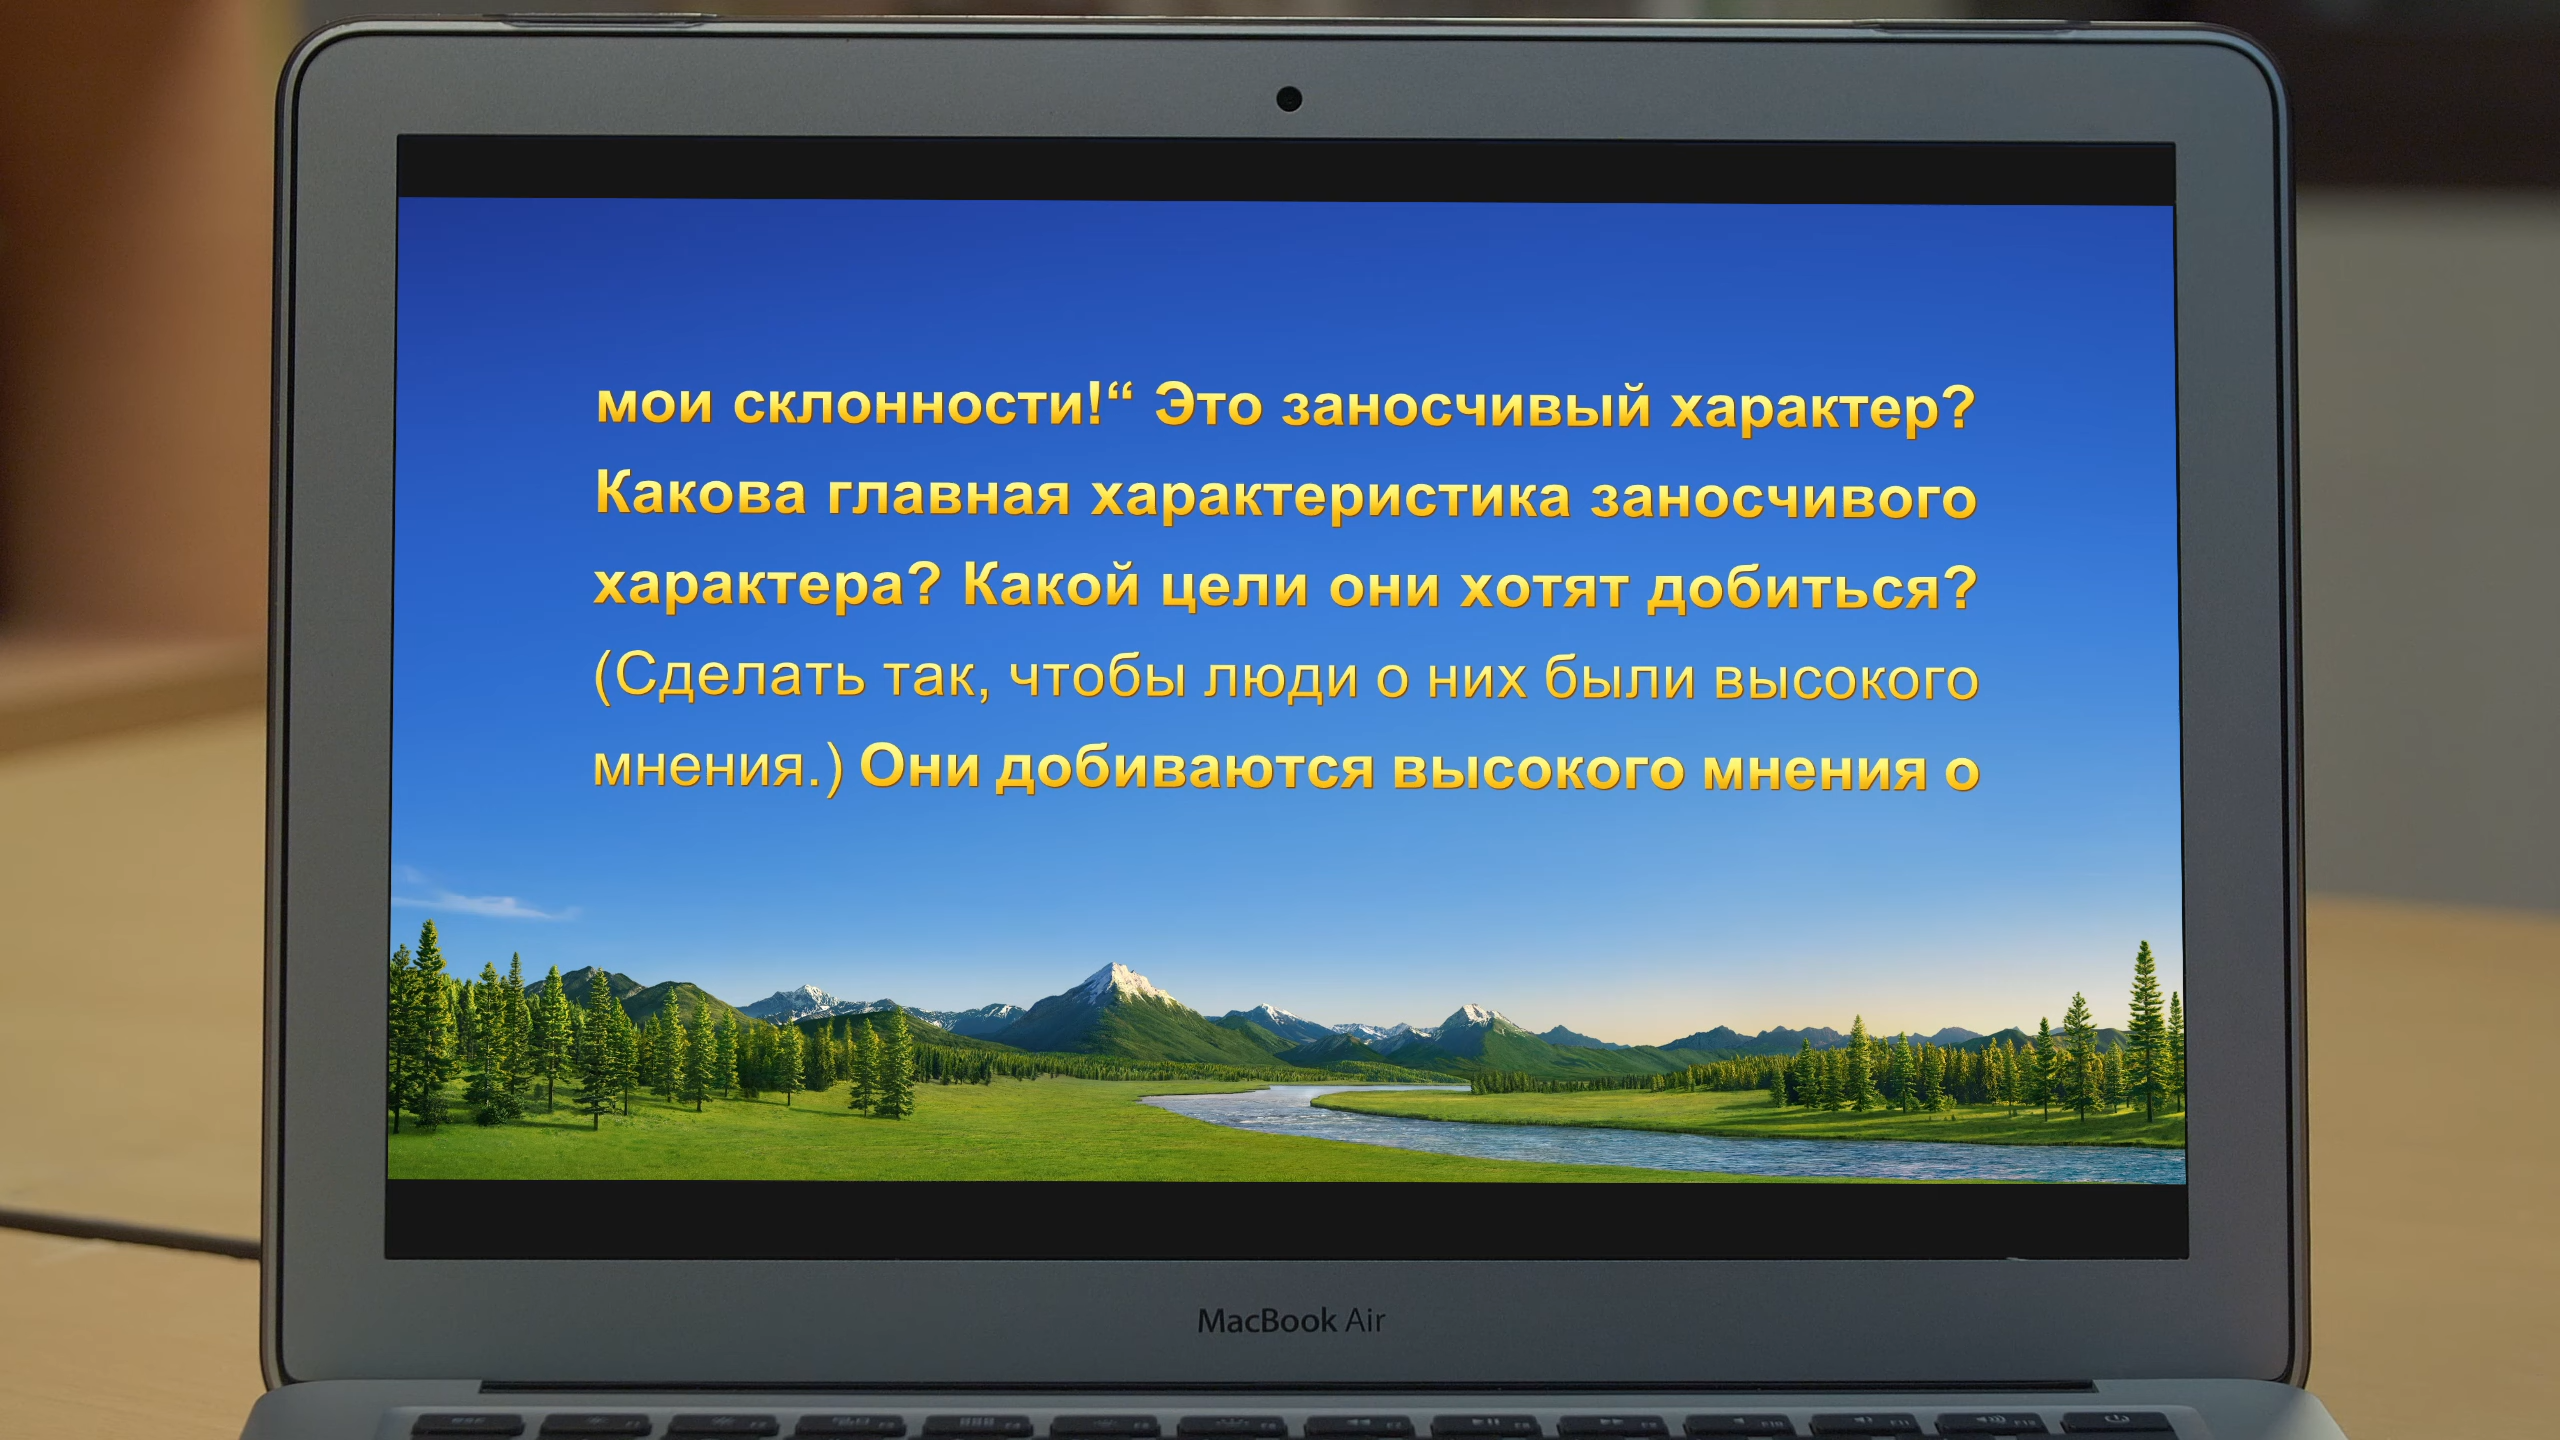 мои склонности!“ Это заносчивый характер?
Какова главная характеристика заносчивого
характера? Какой цели они хотят добиться?
(Сделать так, чтобы люди о них были высокого
мнения.) Они добиваются высокого мнения о
MacBook Air